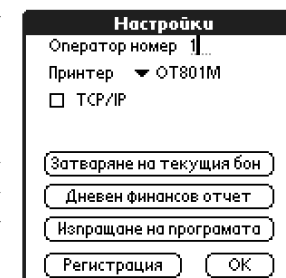 Настройки
Оператор номер 1
Принтер OT801M
TCP/IP
Затваряне на текущия бон
Дневен финансов отчет
Изпращане на програмата
Регистрация OK